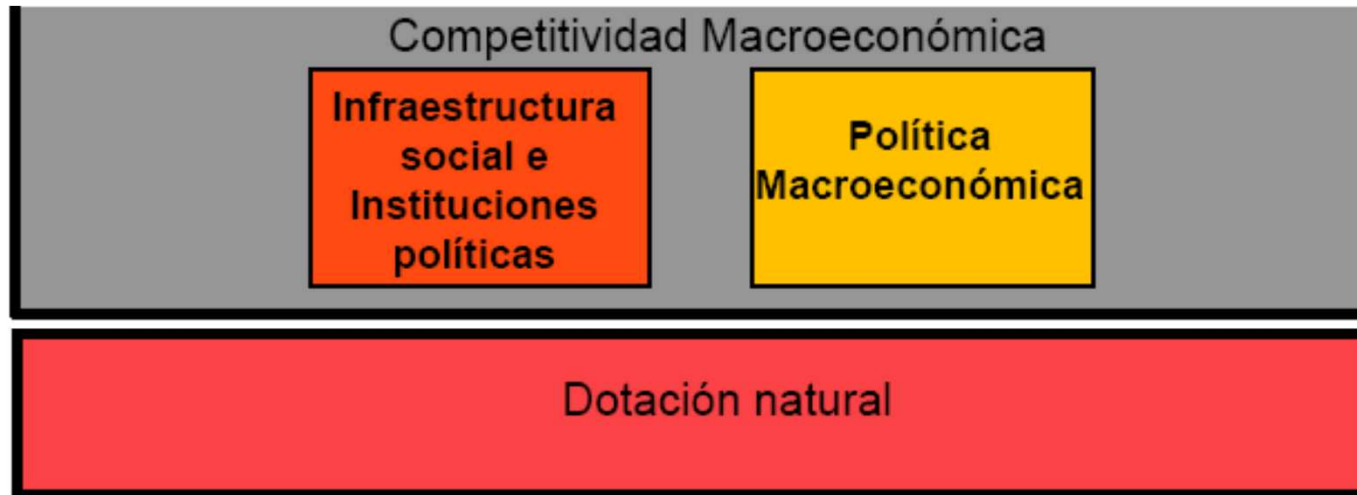 Competitividad Macroeconómica
Infraestructura
social e
Instituciones
políticas
Política
Macroeconómica
Dotación natural